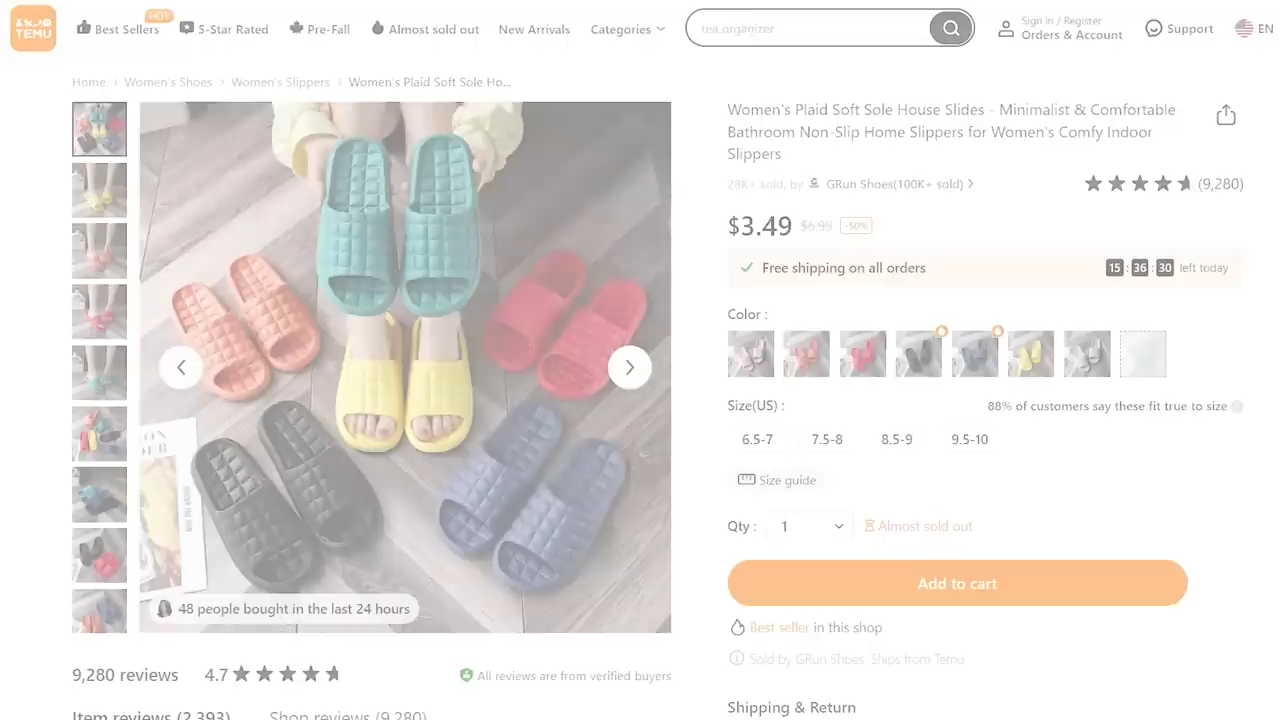 TEMU
Best Sellers
HOT
5-Star Rated
Pre-Fall
Almost sold out
New Arrivals
Categories
tea organizer
Sign in / Register
Orders & Account
Support
EN
Home > Women's Shoes > Women's Slippers > Women's Plaid Soft Sole Ho...
48 people bought in the last 24 hours
Women's Plaid Soft Sole House Slides - Minimalist & Comfortable
Bathroom Non-Slip Home Slippers for Women's Comfy Indoor
Slippers
28K+ sold, by GRun Shoes(100K+ sold) >
(9,280)
$3.49 $6.99 -50%
Free shipping on all orders
15 : 36 : 30 left today
Color :
Size(US) :
88% of customers say these fit true to size
6.5-7 7.5-8 8.5-9 9.5-10
Size guide
Qty : 1
Almost sold out
Add to cart
Best seller in this shop
Sold by GRun Shoes, Ships from Temu
Shipping & Return
9,280 reviews
4.7
All reviews are from verified buyers
Item reviews (2,393)
Shop reviews (9,280)